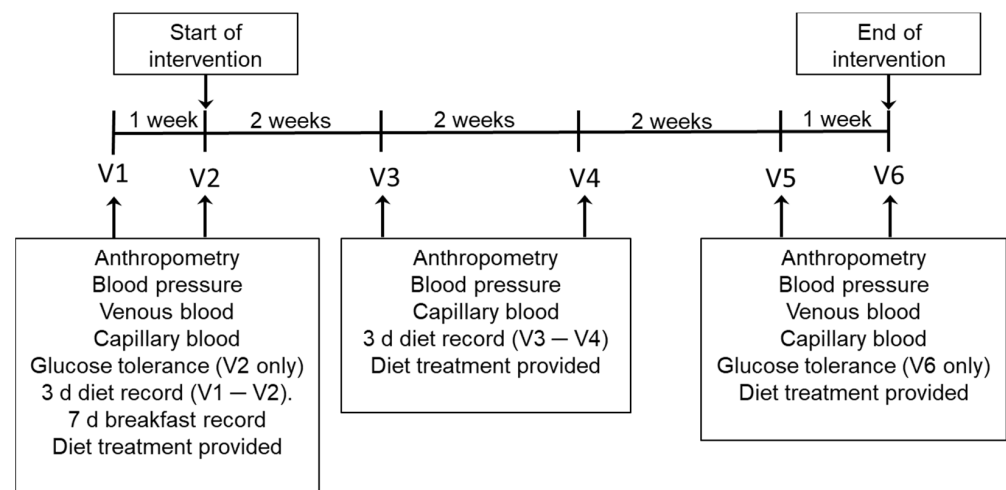 Start of
intervention
End of
intervention
1 week
2 weeks
2 weeks
2 weeks
1 week
V1
V2
V3
V4
V5
V6
Anthropometry
Blood pressure
Venous blood
Capillary blood
Glucose tolerance (V2 only)
3 d diet record (V1 — V2).
7 d breakfast record
Diet treatment provided
Anthropometry
Blood pressure
Capillary blood
3 d diet record (V3 — V4)
Diet treatment provided
Anthropometry
Blood pressure
Venous blood
Capillary blood
Glucose tolerance (V6 only)
Diet treatment provided